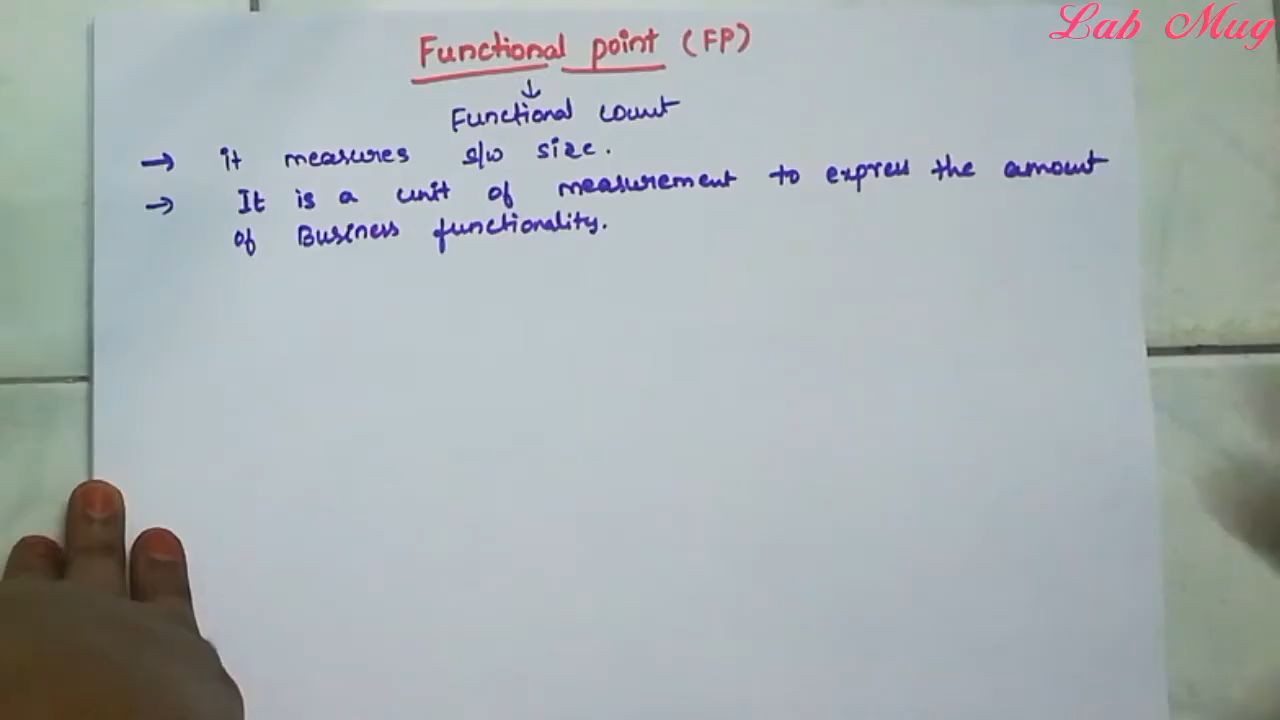 Lab Mug
Functional point (FP)
↓
Functional count
→ it measures s/w size.
→ It is a unit of measurement to express the amount
of Business functionality.